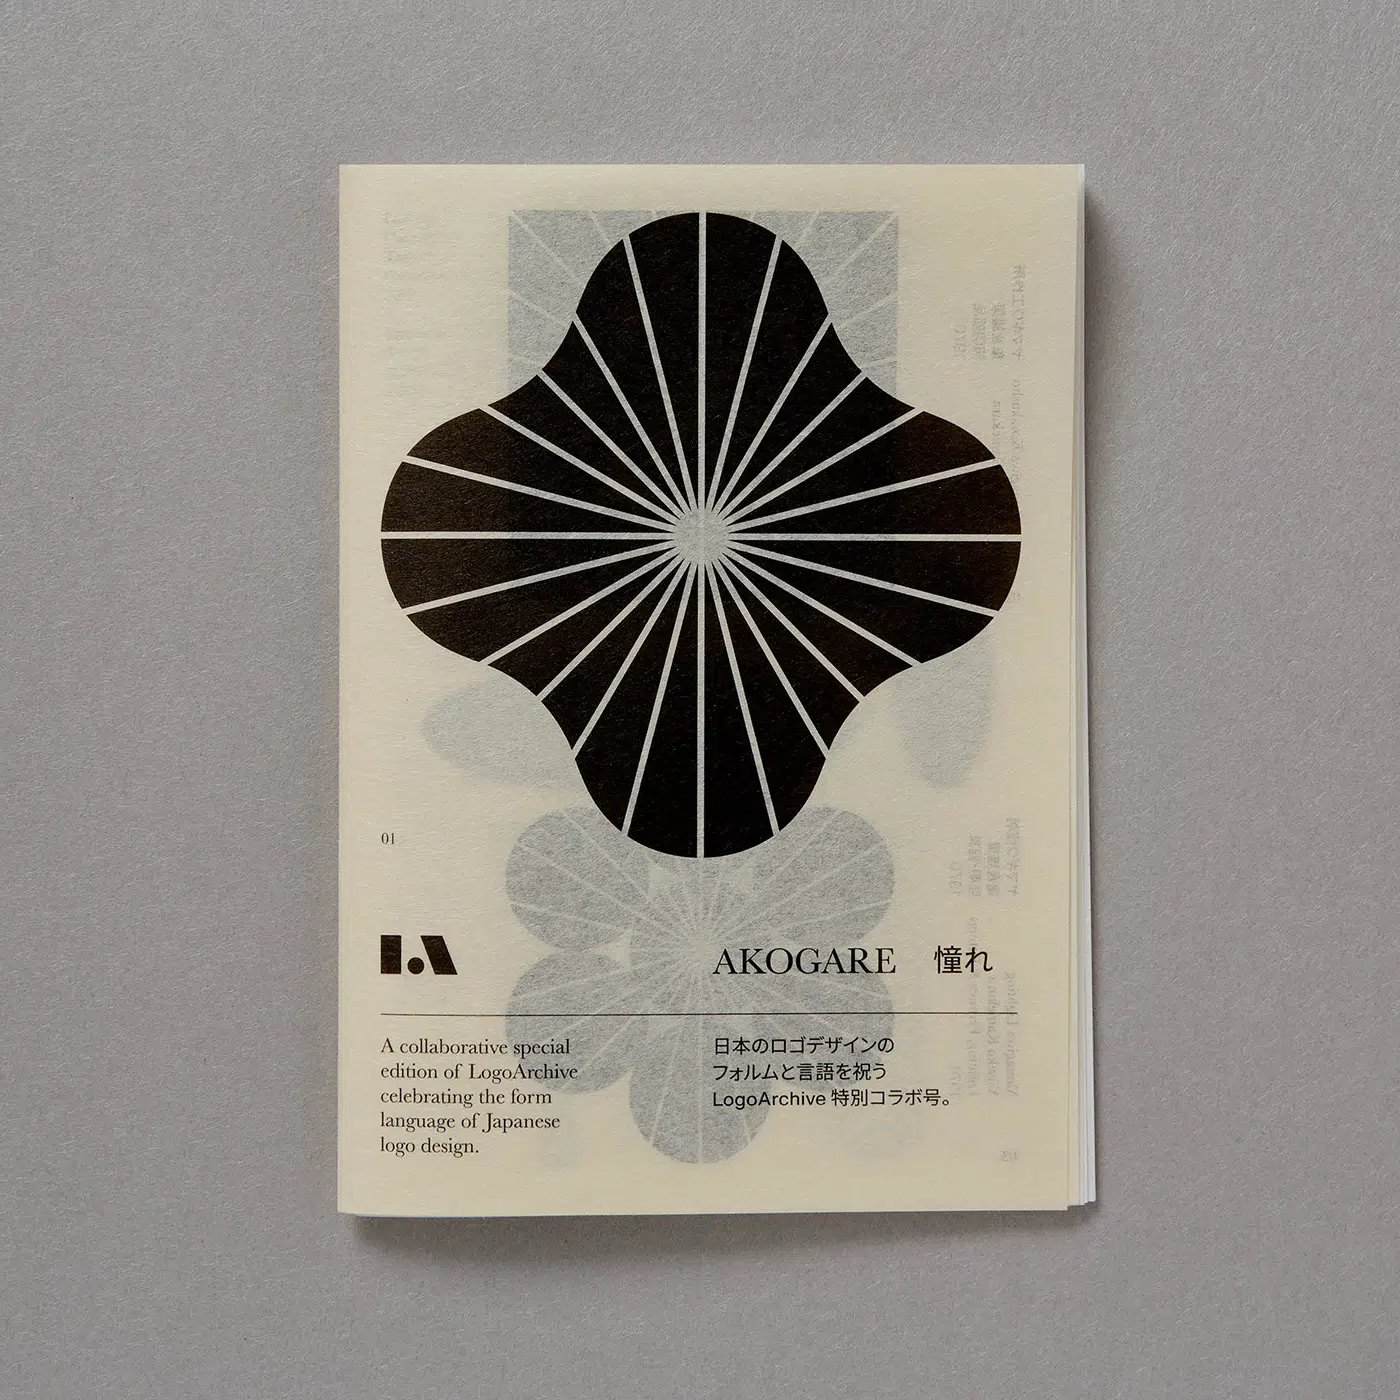 01
LA
AKOGARE 憧れ
A collaborative special
edition of LogoArchive
celebrating the form
language of Japanese
logo design.
日本のロゴデザインの
フォルムと言語を祝う
LogoArchive 特別コラボ号。